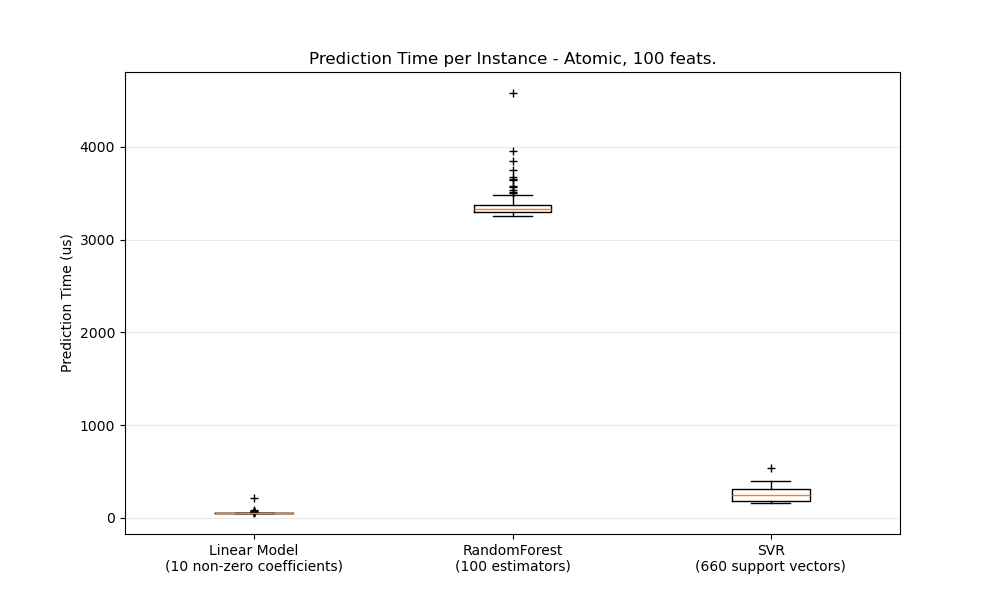 Prediction Time per Instance - Atomic, 100 feats.
Prediction Time (us)
4000
3000
2000
1000
0
Linear Model
(10 non-zero coefficients)
RandomForest
(100 estimators)
SVR
(660 support vectors)